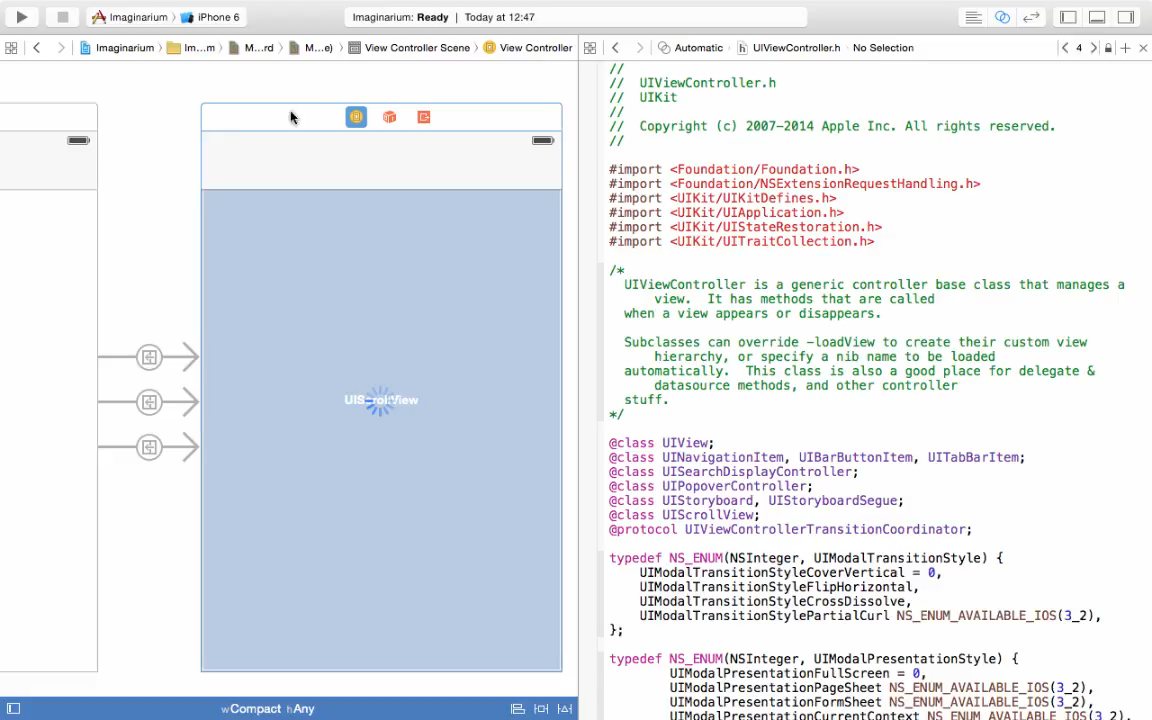 Imaginarium
iPhone 6
Imaginarium: Ready | Today at 12:47
Imaginarium
Im...m
M...rd
M...e)
View Controller Scene
View Controller
Automatic
UIViewController.h
No Selection
4
//
//  UIViewController.h
//  UIKit
//
//  Copyright (c) 2007-2014 Apple Inc. All rights reserved.
//
#import <Foundation/Foundation.h>
#import <Foundation/NSExtensionRequestHandling.h>
#import <UIKit/UIKitDefines.h>
#import <UIKit/UIApplication.h>
#import <UIKit/UIStateRestoration.h>
#import <UIKit/UITraitCollection.h>
/*
UIViewController is a generic controller base class that manages a
view.  It has methods that are called
when a view appears or disappears.
Subclasses can override -loadView to create their custom view
hierarchy, or specify a nib name to be loaded
automatically.  This class is also a good place for delegate &
datasource methods, and other controller
stuff.
*/
UIScrollView
@class UIView;
@class UINavigationItem, UIBarButtonItem, UITabBarItem;
@class UISearchDisplayController;
@class UIPopoverController;
@class UIStoryboard, UIStoryboardSegue;
@class UIScrollView;
@protocol UIViewControllerTransitionCoordinator;
typedef NS_ENUM(NSInteger, UIModalTransitionStyle) {
UIModalTransitionStyleCoverVertical = 0,
UIModalTransitionStyleFlipHorizontal,
UIModalTransitionStyleCrossDissolve,
UIModalTransitionStylePartialCurl NS_ENUM_AVAILABLE_IOS(3_2),
};
typedef NS_ENUM(NSInteger, UIModalPresentationStyle) {
UIModalPresentationFullScreen = 0,
UIModalPresentationPageSheet NS_ENUM_AVAILABLE_IOS(3_2),
UIModalPresentationFormSheet NS_ENUM_AVAILABLE_IOS(3_2),
UIModalPresentationCurrentContext NS_ENUM_AVAILABLE_IOS(3_2),
wCompact hAny